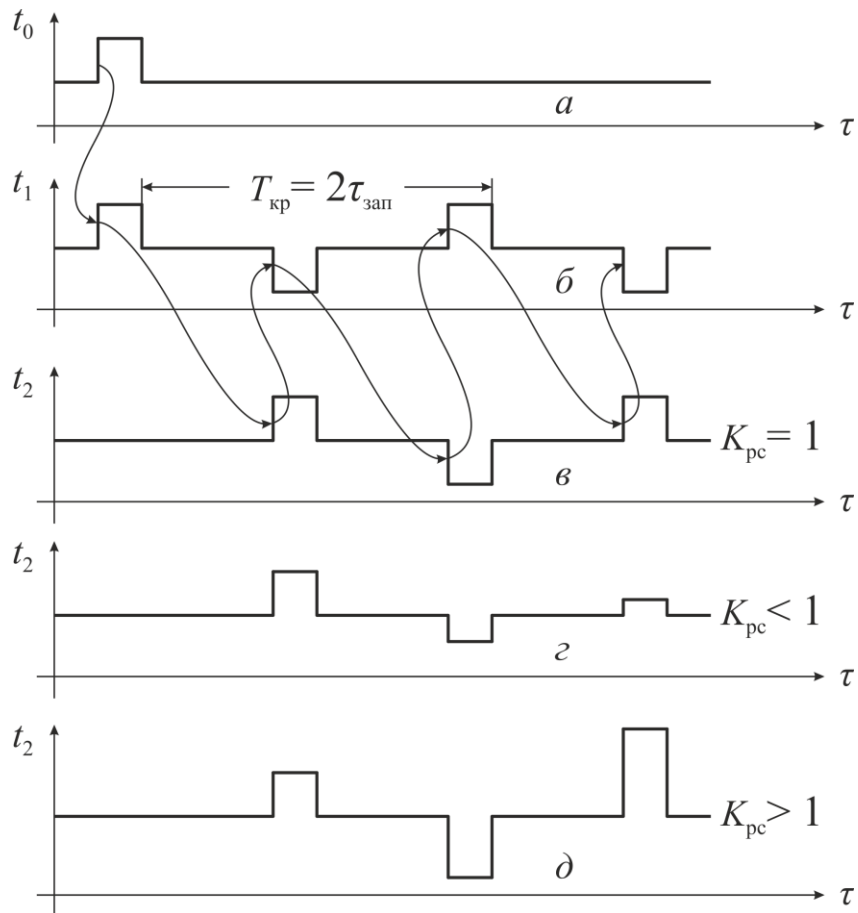 t₀
а
τ
t₁
Tкр = 2τзап
б
τ
t₂
Kрс = 1
в
τ
t₂
Kрс < 1
г
τ
t₂
Kрс > 1
д
τ